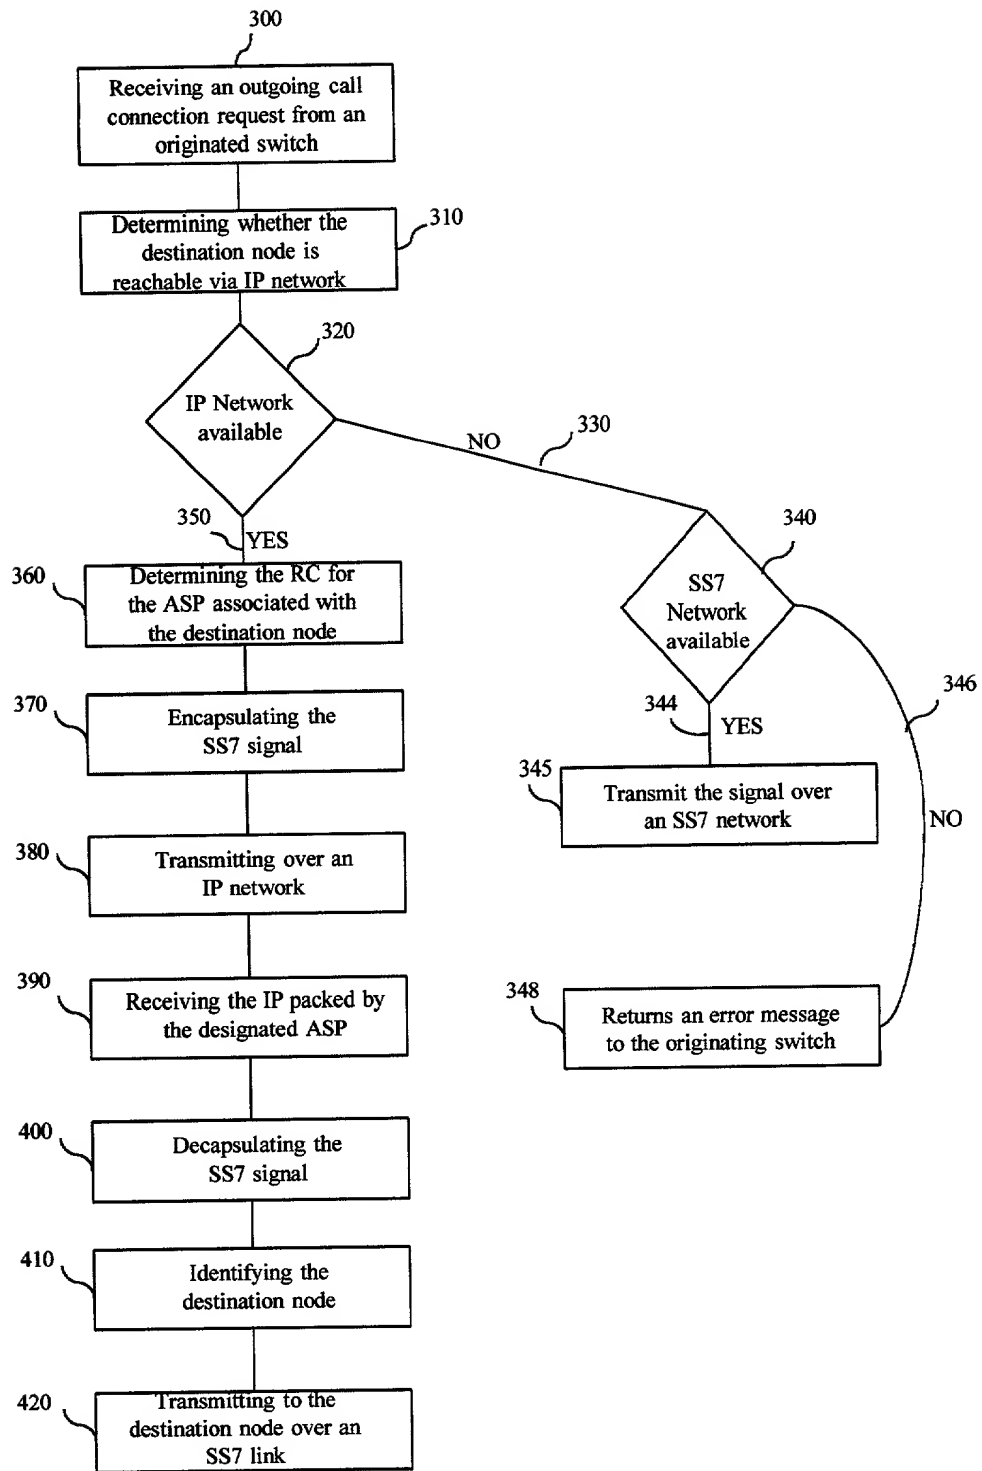 300
Receiving an outgoing call
connection request from an
originated switch
310
Determining whether the
destination node is
reachable via IP network
320
IP Network
available
NO
330
350
YES
340
SS7
Network
available
360
Determining the RC for
the ASP associated with
the destination node
344
YES
346
NO
370
Encapsulating the
SS7 signal
345
Transmit the signal over
an SS7 network
380
Transmitting over an
IP network
390
Receiving the IP packed by
the designated ASP
348
Returns an error message
to the originating switch
400
Decapsulating the
SS7 signal
410
Identifying the
destination node
420
Transmitting to the
destination node over an
SS7 link